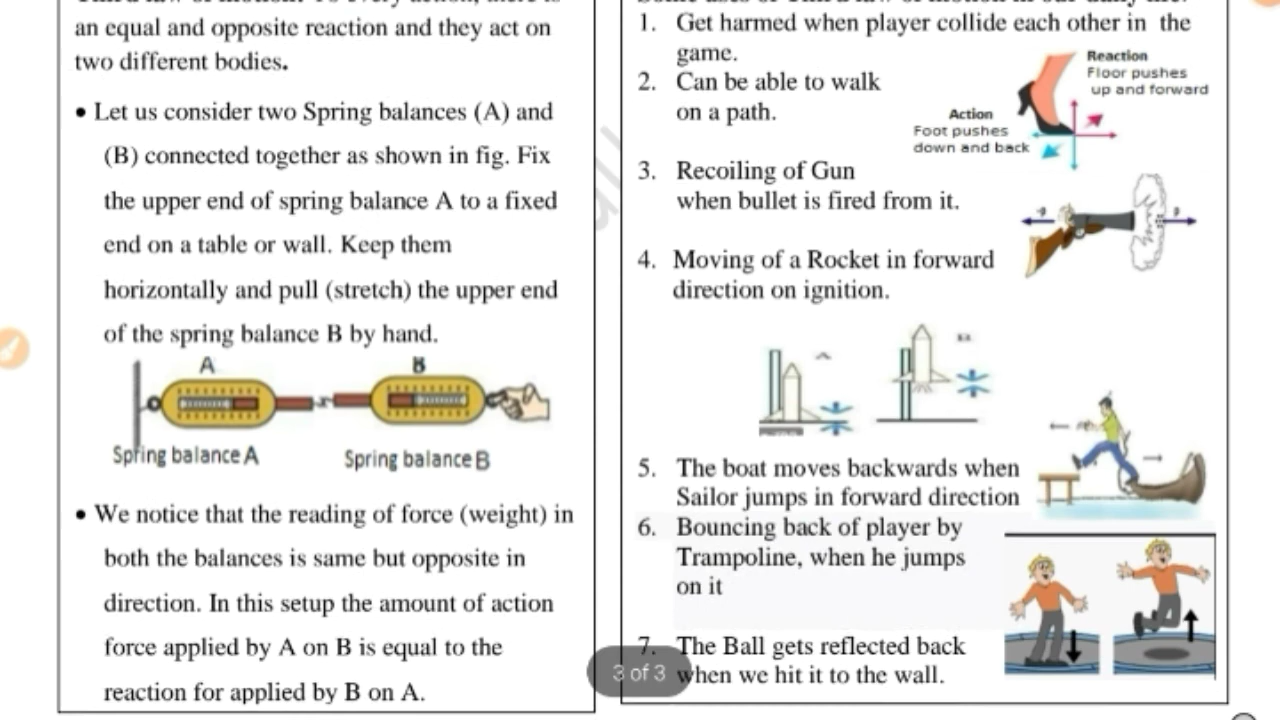 an equal and opposite reaction and they act on
two different bodies.
• Let us consider two Spring balances (A) and
(B) connected together as shown in fig. Fix
the upper end of spring balance A to a fixed
end on a table or wall. Keep them
horizontally and pull (stretch) the upper end
of the spring balance B by hand.
A
B
Spring balance A
Spring balance B
• We notice that the reading of force (weight) in
both the balances is same but opposite in
direction. In this setup the amount of action
force applied by A on B is equal to the
reaction for applied by B on A.
1. Get harmed when player collide each other in the
game.
2. Can be able to walk
on a path.
Reaction
Floor pushes
up and forward
Action
Foot pushes
down and back
3. Recoiling of Gun
when bullet is fired from it.
4. Moving of a Rocket in forward
direction on ignition.
5. The boat moves backwards when
Sailor jumps in forward direction
6. Bouncing back of player by
Trampoline, when he jumps
on it
7. The Ball gets reflected back
when we hit it to the wall.
3 of 3